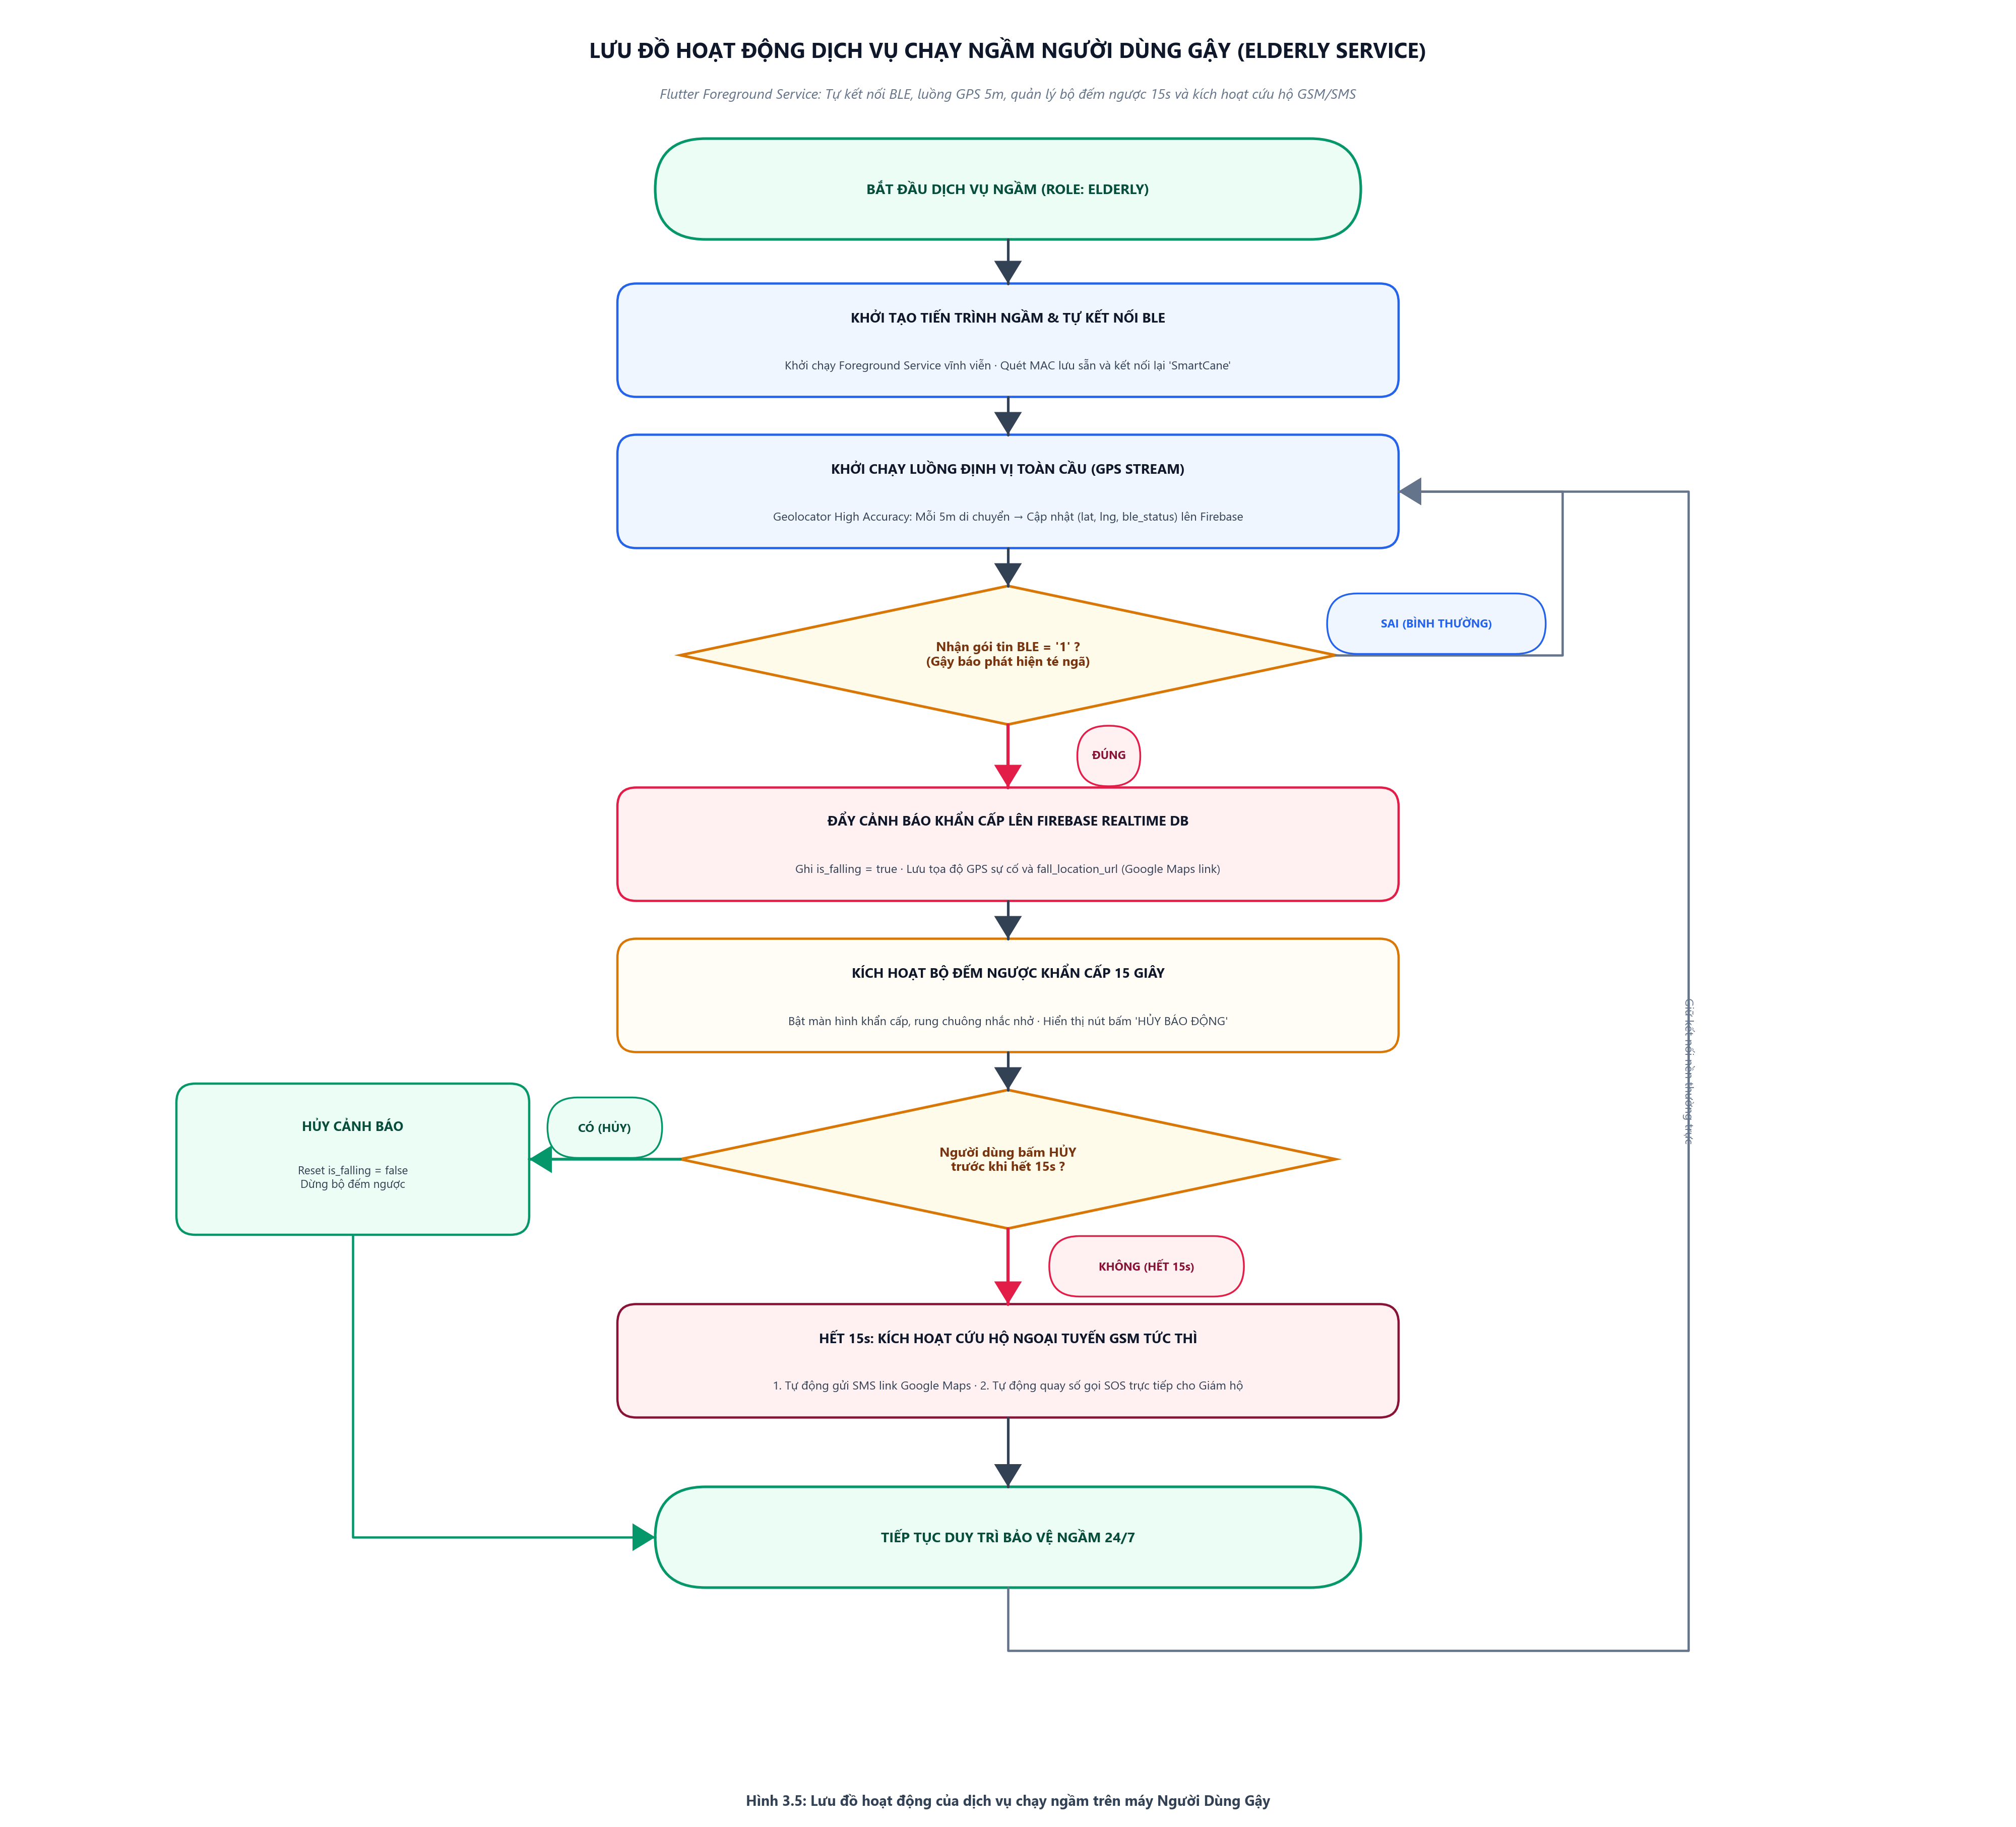 LƯU ĐỒ HOẠT ĐỘNG DỊCH VỤ CHẠY NGẦM NGƯỜI DÙNG GẬY (ELDERLY SERVICE)
Flutter Foreground Service: Tự kết nối BLE, luồng GPS 5m, quản lý bộ đếm ngược 15s và kích hoạt cứu hộ GSM/SMS
BẮT ĐẦU DỊCH VỤ NGẦM (ROLE: ELDERLY)
KHỞI TẠO TIẾN TRÌNH NGẦM & TỰ KẾT NỐI BLE
Khởi chạy Foreground Service vĩnh viễn · Quét MAC lưu sẵn và kết nối lại 'SmartCane'
KHỞI CHẠY LUỒNG ĐỊNH VỊ TOÀN CẦU (GPS STREAM)
Geolocator High Accuracy: Mỗi 5m di chuyển → Cập nhật (lat, lng, ble_status) lên Firebase
Nhận gói tin BLE = '1' ?
(Gậy báo phát hiện té ngã)
SAI (BÌNH THƯỜNG)
ĐÚNG
ĐẨY CẢNH BÁO KHẨN CẤP LÊN FIREBASE REALTIME DB
Ghi is_falling = true · Lưu tọa độ GPS sự cố và fall_location_url (Google Maps link)
KÍCH HOẠT BỘ ĐẾM NGƯỢC KHẨN CẤP 15 GIÂY
Bật màn hình khẩn cấp, rung chuông nhắc nhở · Hiển thị nút bấm 'HỦY BÁO ĐỘNG'
Giữ kết nối nền thường trực
HỦY CẢNH BÁO
Reset is_falling = false
Dừng bộ đếm ngược
CÓ (HỦY)
Người dùng bấm HỦY
trước khi hết 15s ?
KHÔNG (HẾT 15s)
HẾT 15s: KÍCH HOẠT CỨU HỘ NGOẠI TUYẾN GSM TỨC THÌ
1. Tự động gửi SMS link Google Maps · 2. Tự động quay số gọi SOS trực tiếp cho Giám hộ
TIẾP TỤC DUY TRÌ BẢO VỆ NGẦM 24/7
Hình 3.5: Lưu đồ hoạt động của dịch vụ chạy ngầm trên máy Người Dùng Gậy